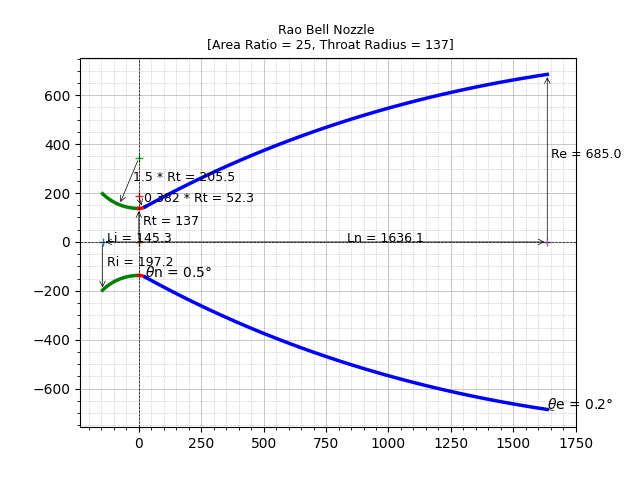 Rao Bell Nozzle
[Area Ratio = 25, Throat Radius = 137]
600
400
200
0
−200
−400
−600
Re = 685.0
1.5 * Rt = 205.5
0.382 * Rt = 52.3
Rt = 137
Li = 145.3
Ln = 1636.1
Ri = 197.2
θn = 0.5°
θe = 0.2°
0
250
500
750
1000
1250
1500
1750